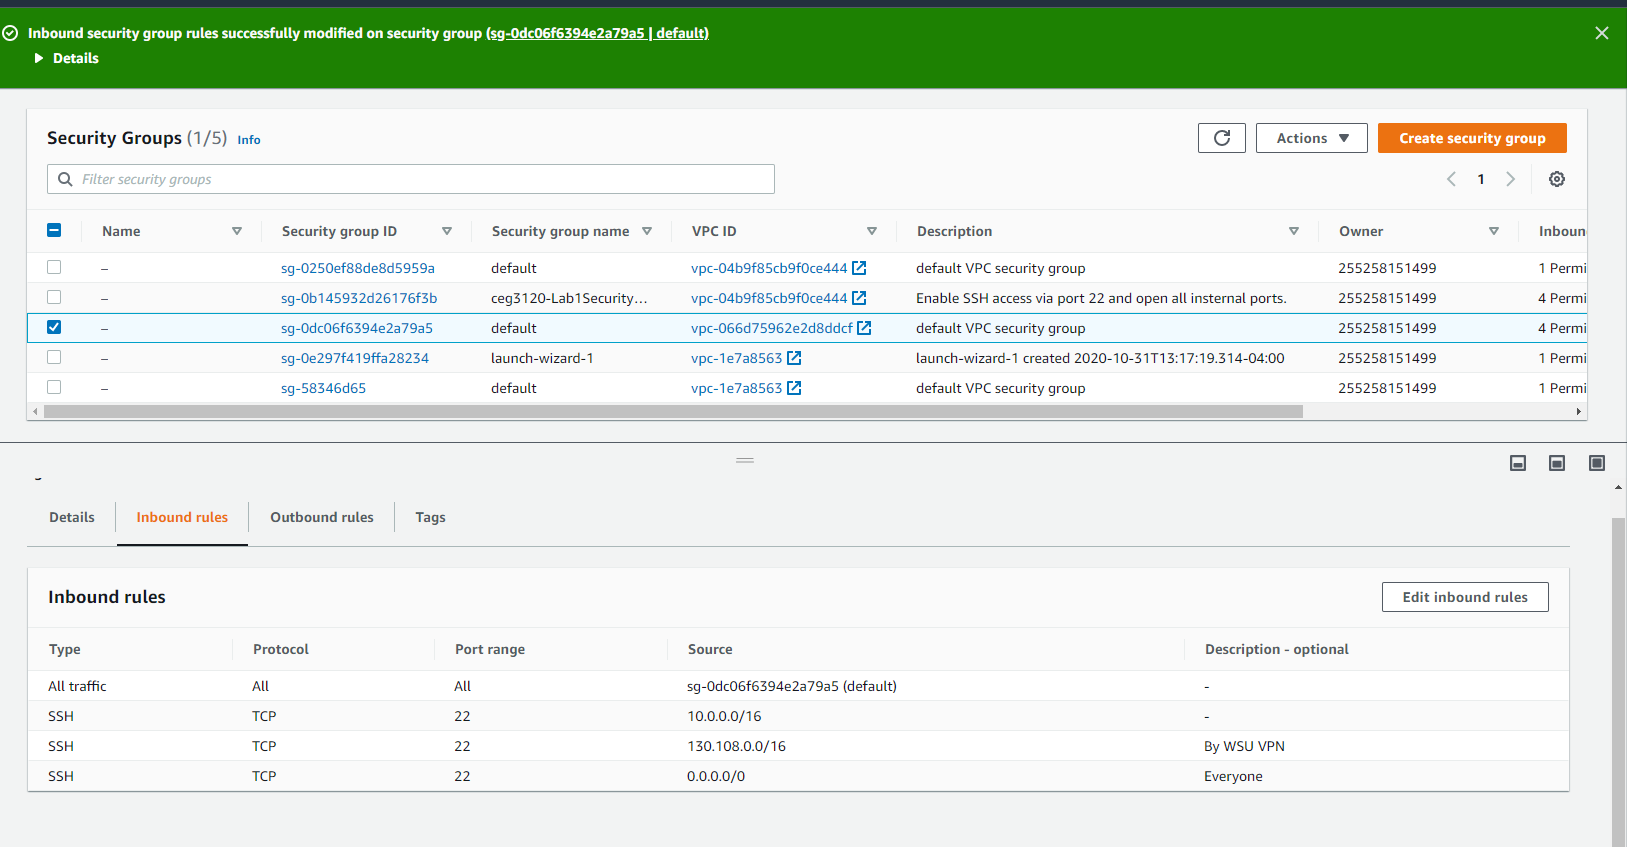 Inbound security group rules successfully modified on security group (sg-0dc06f6394e2a79a5 | default)
Details
Security Groups (1/5) Info
Actions
Create security group
Filter security groups
1
Name Security group ID Security group name VPC ID Description Owner Inboun
– sg-0250ef88de8d5959a default vpc-04b9f85cb9f0ce444 default VPC security group 255258151499 1 Permi
– sg-0b145932d26176f3b ceg3120-Lab1Security... vpc-04b9f85cb9f0ce444 Enable SSH access via port 22 and open all insternal ports. 255258151499 4 Permi
– sg-0dc06f6394e2a79a5 default vpc-066d75962e2d8ddcf default VPC security group 255258151499 4 Permi
– sg-0e297f419ffa28234 launch-wizard-1 vpc-1e7a8563 launch-wizard-1 created 2020-10-31T13:17:19.314-04:00 255258151499 1 Permi
– sg-58346d65 default vpc-1e7a8563 default VPC security group 255258151499 1 Permi
Details Inbound rules Outbound rules Tags
Inbound rules
Edit inbound rules
Type Protocol Port range Source Description - optional
All traffic All All sg-0dc06f6394e2a79a5 (default) -
SSH TCP 22 10.0.0.0/16 -
SSH TCP 22 130.108.0.0/16 By WSU VPN
SSH TCP 22 0.0.0.0/0 Everyone